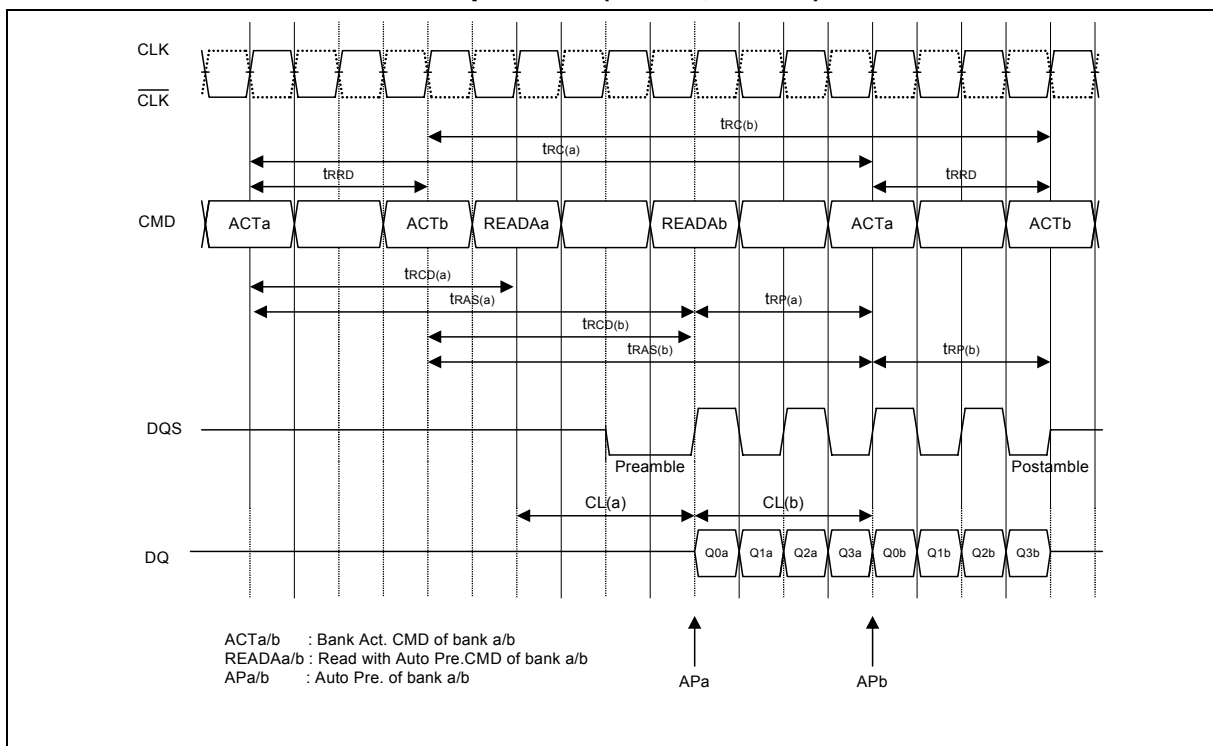 CLK
CLK
tRC(b)
tRC(a)
tRRD tRRD
CMD ACTa ACTb READAa READAb ACTa ACTb
tRCD(a)
tRAS(a) tRP(a)
tRCD(b)
tRAS(b) tRP(b)
DQS
Preamble Postamble
CL(a) CL(b)
DQ Q0a Q1a Q2a Q3a Q0b Q1b Q2b Q3b
ACTa/b : Bank Act. CMD of bank a/b
READAa/b : Read with Auto Pre.CMD of bank a/b
APa/b : Auto Pre. of bank a/b
APa APb